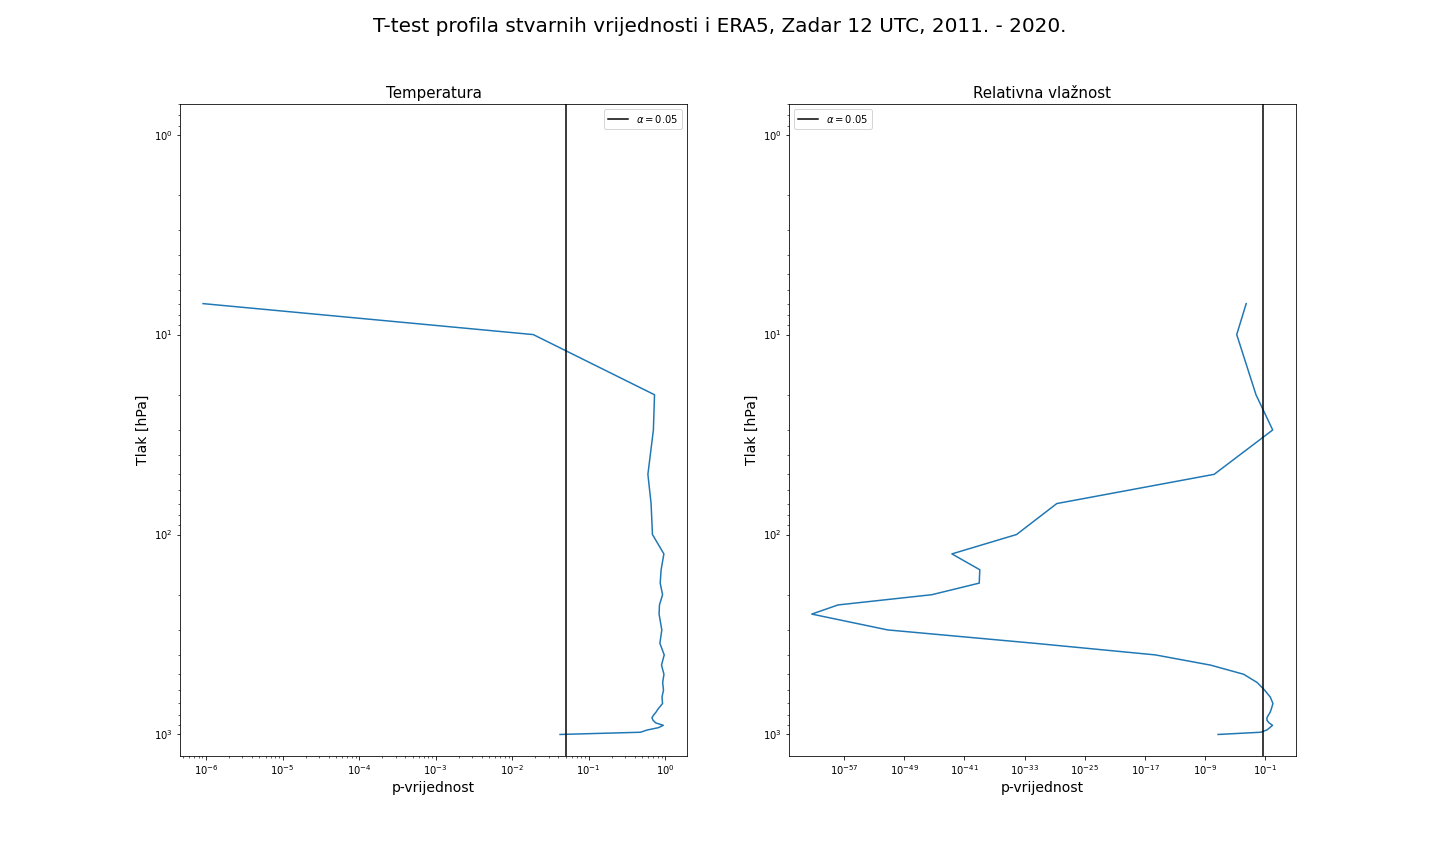 T-test profila stvarnih vrijednosti i ERA5, Zadar 12 UTC, 2011. - 2020.
Temperatura
α = 0.05
10⁰
10¹
10²
10³
Tlak [hPa]
10⁻⁶ 10⁻⁵ 10⁻⁴ 10⁻³ 10⁻² 10⁻¹ 10⁰
p-vrijednost
Relativna vlažnost
α = 0.05
10⁰
10¹
10²
10³
Tlak [hPa]
10⁻⁵⁷ 10⁻⁴⁹ 10⁻⁴¹ 10⁻³³ 10⁻²⁵ 10⁻¹⁷ 10⁻⁹ 10⁻¹
p-vrijednost